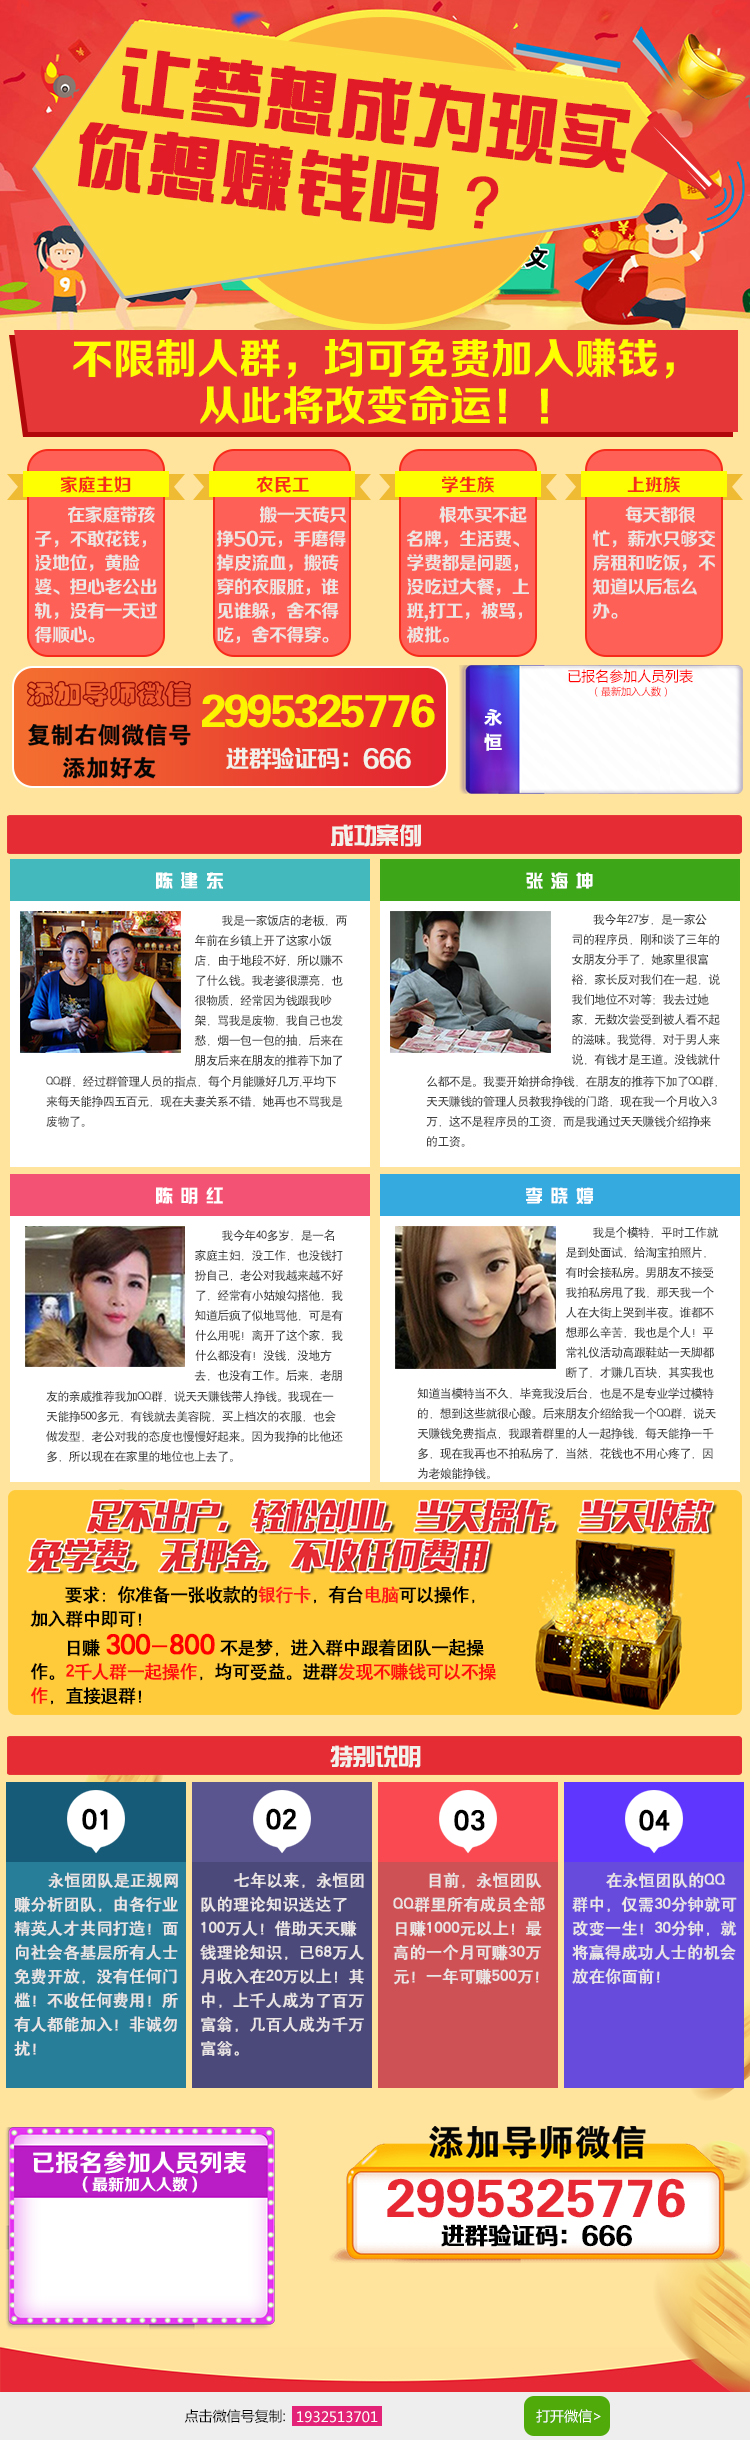 让梦想成为现实
你想赚钱吗？
9
文
不限制人群，均可免费加入赚钱，
从此将改变命运！！
家庭主妇
在家庭带孩
子，不敢花钱，
没地位，黄脸
婆、担心老公出
轨，没有一天过
得顺心。
农民工
搬一天砖只
挣50元，手磨得
掉皮流血，搬砖
穿的衣服脏，谁
见谁躲，舍不得
吃，舍不得穿。
学生族
根本买不起
名牌，生活费、
学费都是问题，
没吃过大餐，上
班,打工，被骂，
被批。
上班族
每天都很
忙，薪水只够交
房租和吃饭，不
知道以后怎么
办。
添加导师微信
复制右侧微信号
添加好友
2995325776
进群验证码：666
永恒
已报名参加人员列表
（最新加入人数）
成功案例
陈建东
我是一家饭店的老板，两
年前在乡镇上开了这家小饭
店，由于地段不好，所以赚不
了什么钱。我老婆很漂亮，也
很物质，经常因为钱跟我吵
架，骂我是废物，我自己也发
愁，烟一包一包的抽，后来在
朋友后来在朋友的推荐下加了
QQ群，经过群管理人员的指点，每个月能赚好几万,平均下
来每天能挣四五百元，现在夫妻关系不错，她再也不骂我是
废物了。
张海坤
我今年27岁，是一家公
司的程序员，刚和谈了三年的
女朋友分手了，她家里很富
裕，家长反对我们在一起，说
我们地位不对等；我去过她
家，无数次尝受到被人看不起
的滋味。我觉得，对于男人来
说，有钱才是王道。没钱就什
么都不是。我要开始拼命挣钱，在朋友的推荐下加了QQ群，
天天赚钱的管理人员教我挣钱的门路，现在我一个月收入3
万，这不是程序员的工资，而是我通过天天赚钱介绍挣来
的工资。
陈明红
我今年40多岁，是一名
家庭主妇，没工作，也没钱打
扮自己，老公对我越来越不好
了，经常有小姑娘勾搭他，我
知道后疯了似地骂他，可是有
什么用呢！离开了这个家，我
什么都没有！没钱，没地方
去，也没有工作。后来，老朋
友的亲戚推荐我加QQ群，说天天赚钱带人挣钱。我现在一
天能挣500多元，有钱就去美容院，买上档次的衣服，也会
做发型，老公对我的态度也慢慢好起来。因为我挣的比他还
多，所以现在在家里的地位也上去了。
李晓婷
我是个模特，平时工作就
是到处面试，给淘宝拍照片，
有时会接私房。男朋友不接受
我拍私房甩了我，那天我一个
人在大街上哭到半夜。谁都不
想那么辛苦，我也是个人！平
常礼仪活动高跟鞋站一天脚都
断了，才赚几百块，其实我也
知道当模特当不久，毕竟我没后台，也是不是专业学过模特
的，想到这些就很心酸。后来朋友介绍给我一个QQ群，说天
天赚钱免费指点，我跟着群里的人一起挣钱，每天能挣一千
多，现在我再也不拍私房了，当然，花钱也不用心疼了，因
为老娘能挣钱。
足不出户，轻松创业，当天操作，当天收款
免学费，无押金，不收任何费用
要求：你准备一张收款的银行卡，有台电脑可以操作，
加入群中即可！
日赚 300-800 不是梦，进入群中跟着团队一起操
作。2千人群一起操作，均可受益。进群发现不赚钱可以不操
作，直接退群！
特别说明
01
永恒团队是正规网
赚分析团队，由各行业
精英人才共同打造！面
向社会各基层所有人士
免费开放，没有任何门
槛！不收任何费用！所
有人都能加入！非诚勿
扰！
02
七年以来，永恒团
队的理论知识送达了
100万人！借助天天赚
钱理论知识，已68万人
月收入在20万以上！其
中，上千人成为了百万
富翁，几百人成为千万
富翁。
03
目前，永恒团队
QQ群里所有成员全部
日赚1000元以上！最
高的一个月可赚30万
元！一年可赚500万！
04
在永恒团队的QQ
群中，仅需30分钟就可
改变一生！30分钟，就
将赢得成功人士的机会
放在你面前！
已报名参加人员列表
（最新加入人数）
添加导师微信
2995325776
进群验证码：666
点击微信号复制: 1932513701
打开微信>